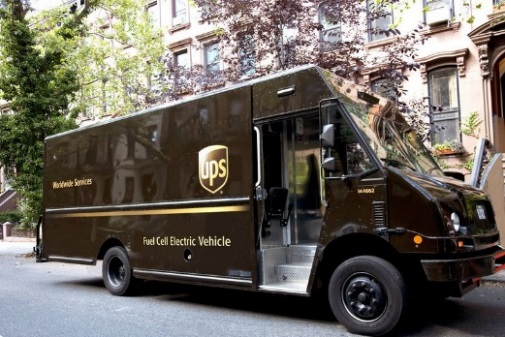 ups
Worldwide Services
Fuel Cell Electric Vehicle